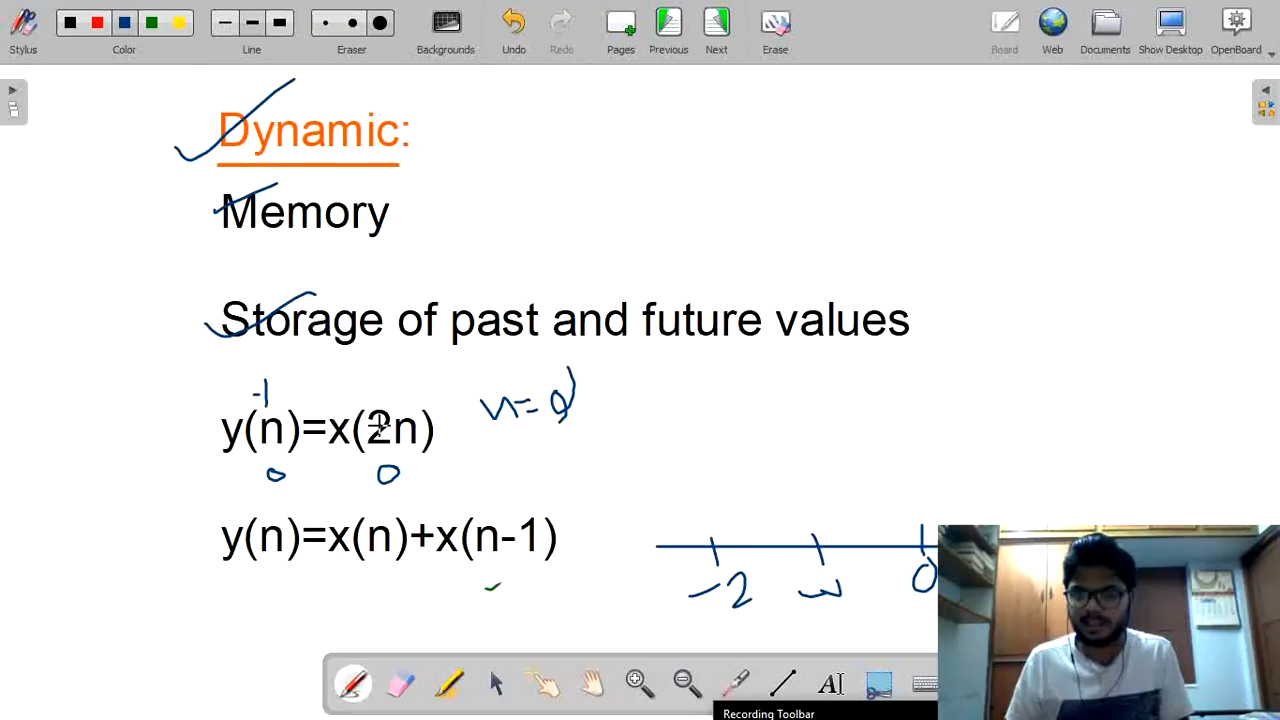 Stylus Color Line Eraser Backgrounds Undo Redo Pages Previous Next Erase Board Web Documents Show Desktop OpenBoard
Dynamic:
Memory
Storage of past and future values
-1
y(n)=x(2n) n=
0 0
y(n)=x(n)+x(n-1)
-2 0
Recording Toolbar